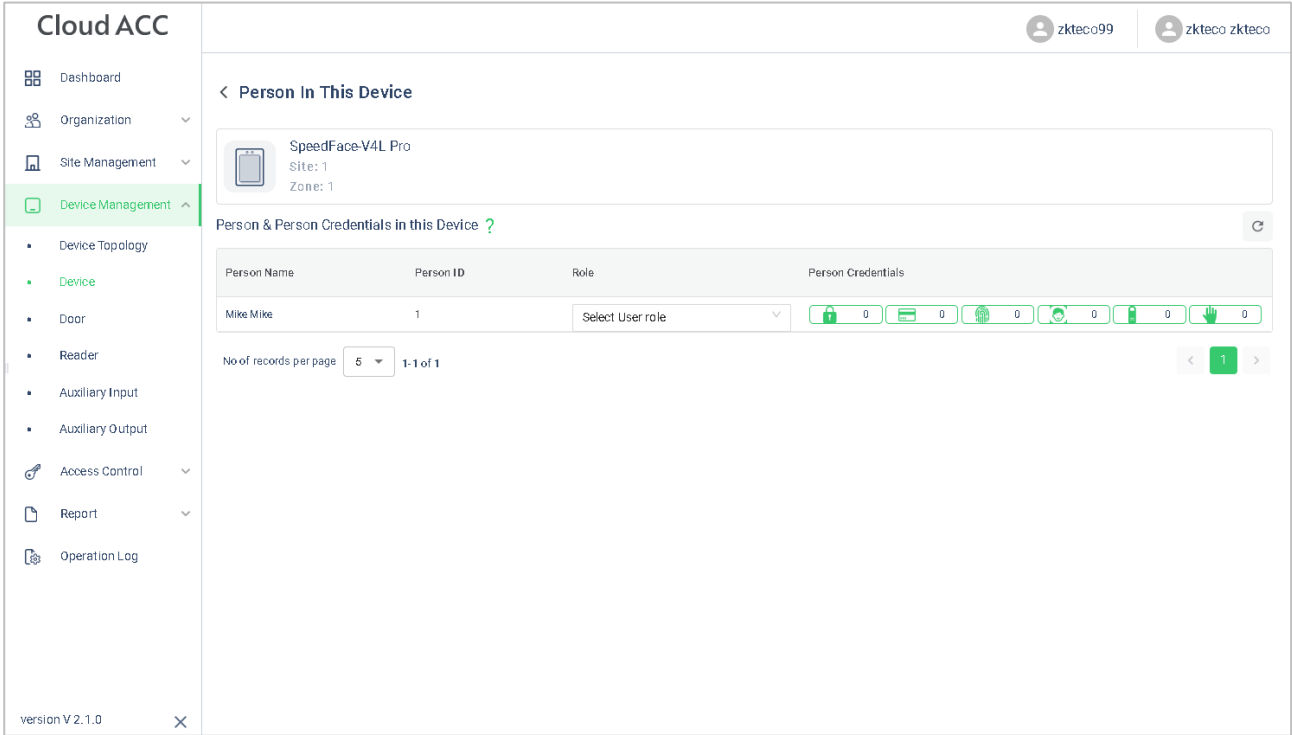 Cloud ACC
zkteco99
zkteco zkteco
Dashboard
Organization
Site Management
Device Management
Device Topology
Device
Door
Reader
Auxiliary Input
Auxiliary Output
Access Control
Report
Operation Log
version V 2.1.0
Person In This Device
SpeedFace-V4L Pro
Site: 1
Zone: 1
Person & Person Credentials in this Device ?
Person Name Person ID Role Person Credentials
Mike Mike 1 Select User role 0 0 0 0 0 0
No of records per page 5 1-1 of 1
< 1 >